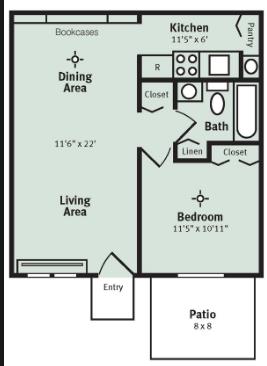 Bookcases
Kitchen
11'5" x 6'
Pantry
Dining
Area
R
Closet
Bath
Linen
Closet
11'6" x 22'
Living
Area
Bedroom
11'5" x 10'11"
Entry
Patio
8 x 8